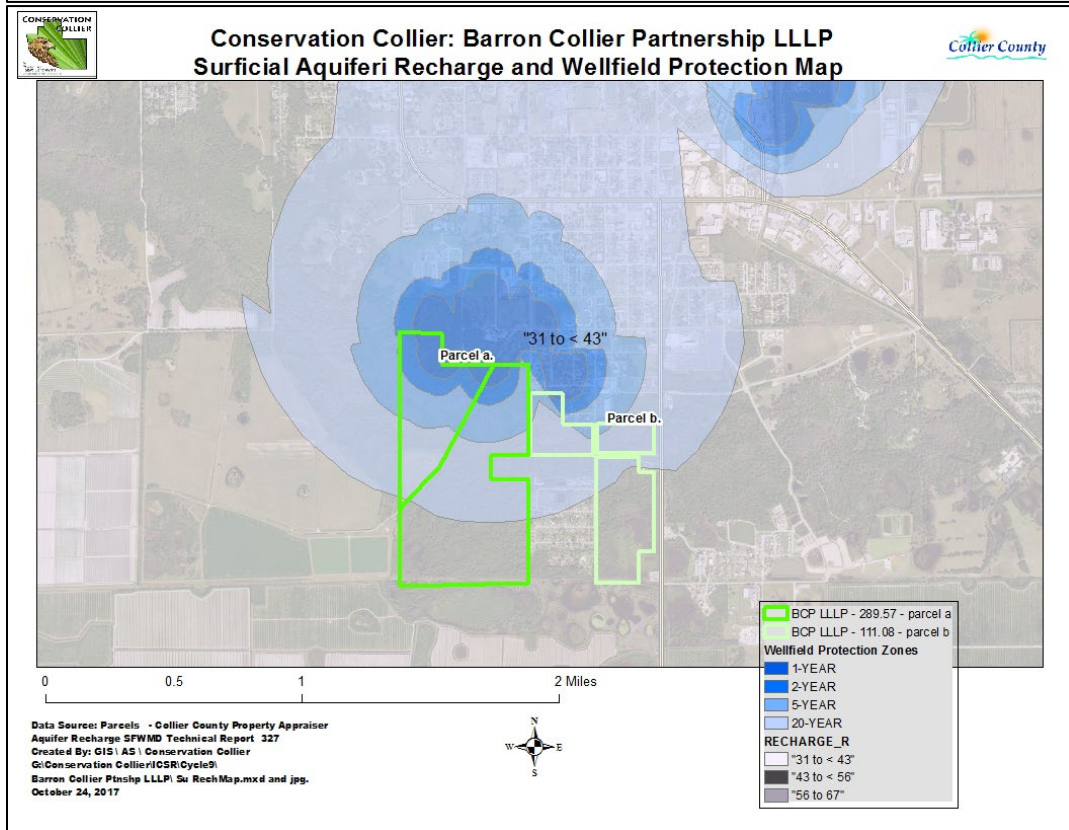 CONSERVATION
COLLIER
Conservation Collier: Barron Collier Partnership LLLP
Surficial Aquiferi Recharge and Wellfield Protection Map
Collier County
"31 to < 43"
Parcel a.
Parcel b.
BCP LLLP - 289.57 - parcel a
BCP LLLP - 111.08 - parcel b
Wellfield Protection Zones
1-YEAR
2-YEAR
5-YEAR
20-YEAR
RECHARGE_R
"31 to < 43"
"43 to < 56"
"56 to 67"
0 0.5 1 2 Miles
Data Source: Parcels - Collier County Property Appraiser
Aquifer Recharge SFWMD Technical Report 327
Created By: GIS \ AS \ Conservation Collier
G:\Conservation Collier\ICSR\Cycle9\
Barron Collier Ptnshp LLLP\ Su RechMap.mxd and jpg.
October 24, 2017
N
W E
S